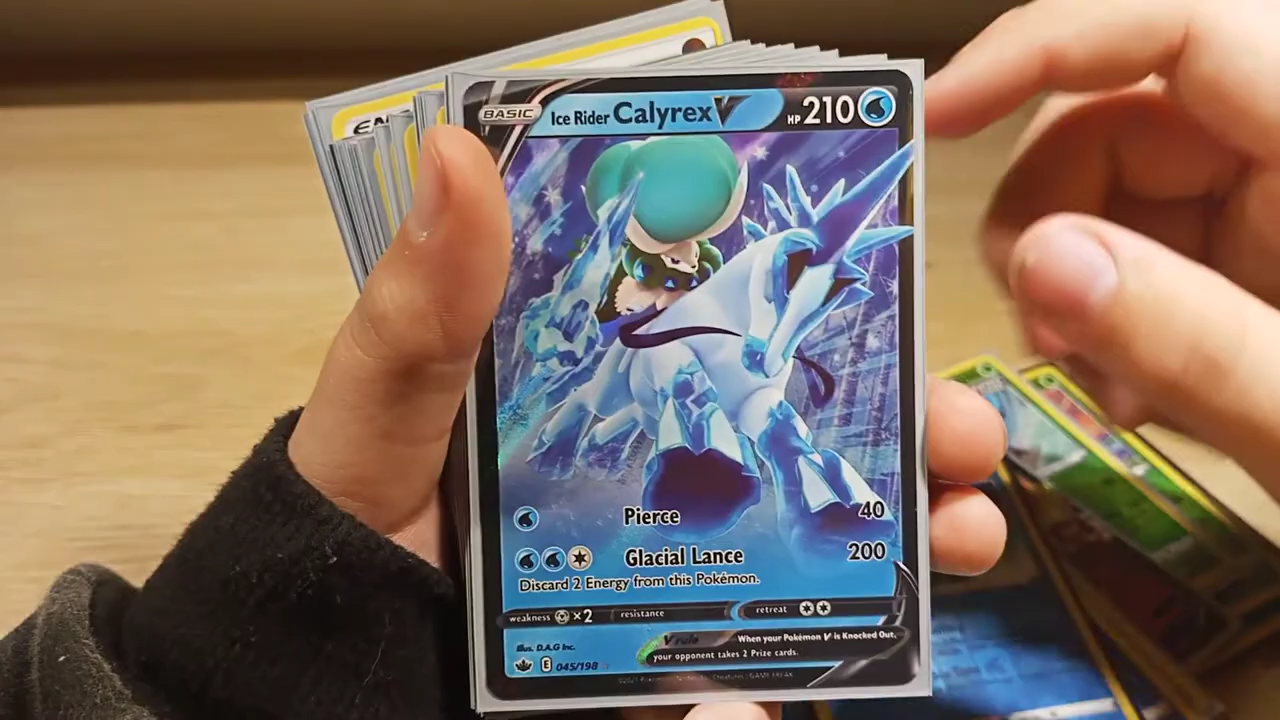 BASIC Ice Rider Calyrex V HP 210
Pierce 40
Glacial Lance 200
Discard 2 Energy from this Pokémon.
weakness ×2 resistance retreat
V rule When your Pokémon V is Knocked Out,
your opponent takes 2 Prize cards.
Illus. D.A.G Inc.
E 045/198